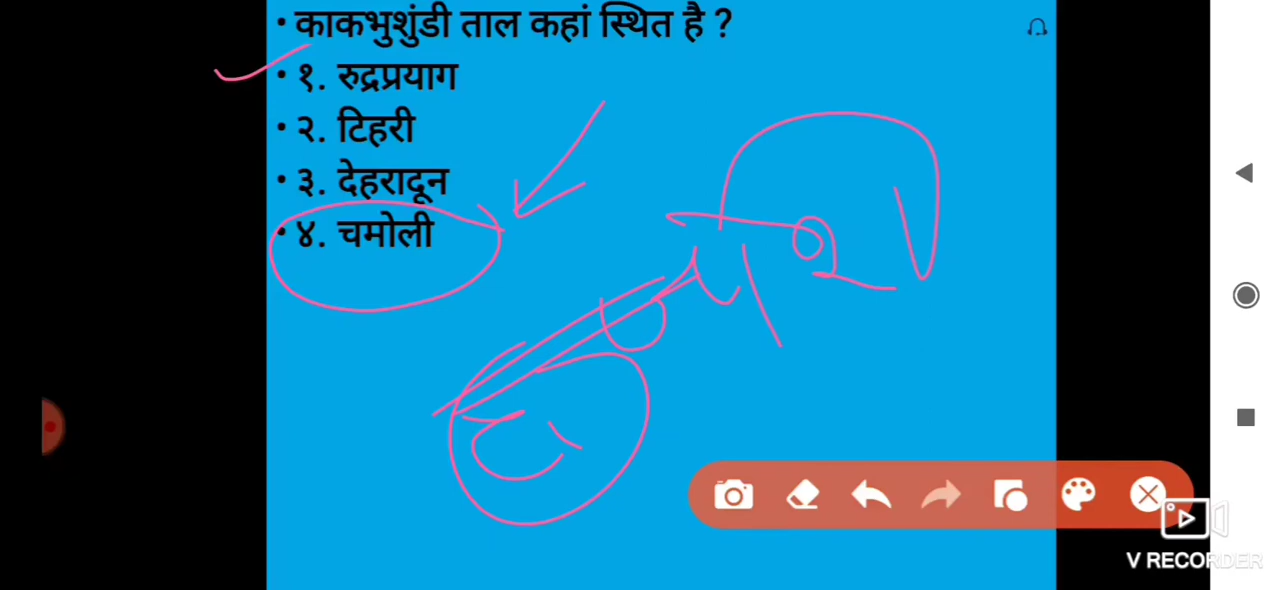 • काकभुशुंडी ताल कहां स्थित है ?
• १. रुद्रप्रयाग
• २. टिहरी
• ३. देहरादून
• ४. चमोली
V RECORDER